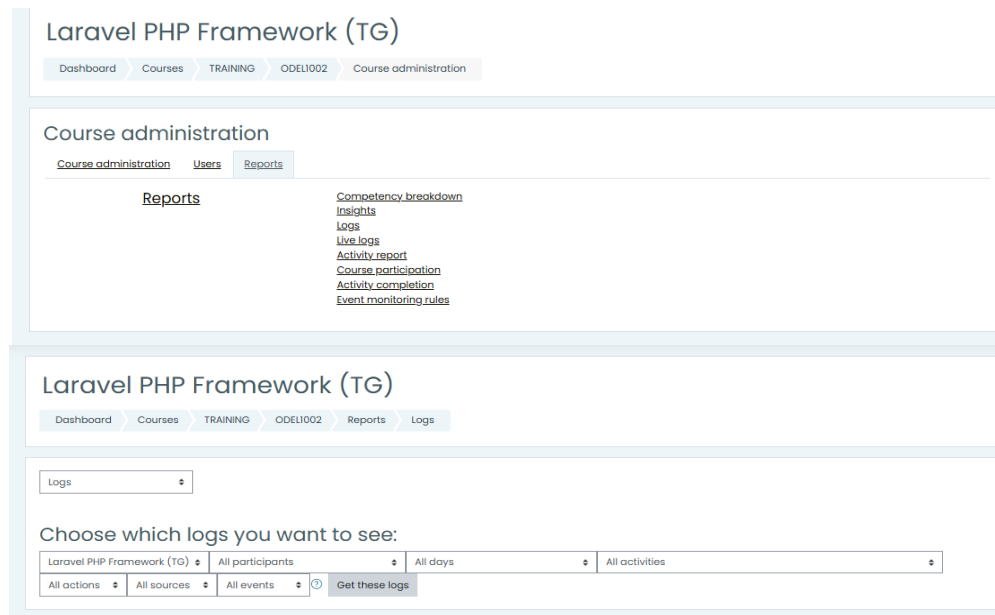 Laravel PHP Framework (TG)
Dashboard Courses TRAINING ODEL1002 Course administration
Course administration
Course administration Users Reports
Reports
Competency breakdown
Insights
Logs
Live logs
Activity report
Course participation
Activity completion
Event monitoring rules
Laravel PHP Framework (TG)
Dashboard Courses TRAINING ODEL1002 Reports Logs
Logs
Choose which logs you want to see:
Laravel PHP Framework (TG) All participants All days All activities
All actions All sources All events ? Get these logs